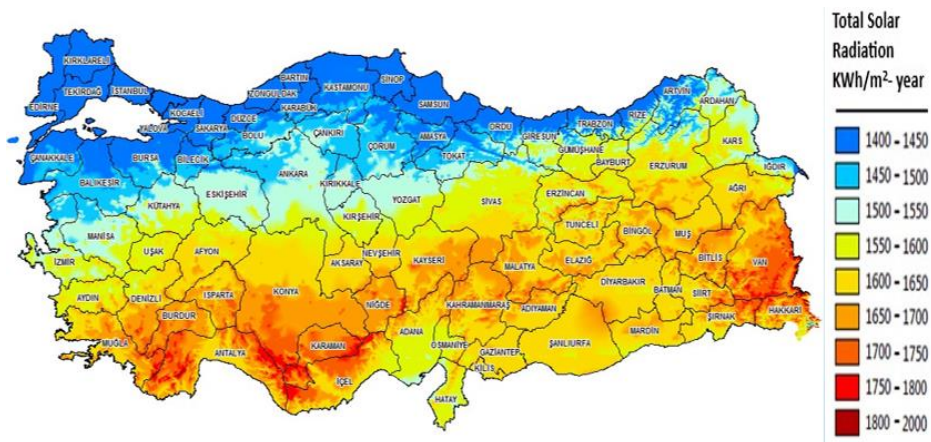 Total Solar
Radiation
KWh/m²- year
1400 - 1450
1450 - 1500
1500 - 1550
1550 - 1600
1600 - 1650
1650 - 1700
1700 - 1750
1750 - 1800
1800 - 2000
KIRKLARELİ
EDİRNE
TEKİRDAĞ
İSTANBUL
KOCAELİ
YALOVA
SAKARYA
DÜZCE
BOLU
ZONGULDAK
BARTIN
KARABÜK
KASTAMONU
SİNOP
SAMSUN
ÇANKIRI
ÇORUM
AMASYA
TOKAT
ORDU
GİRESUN
GÜMÜŞHANE
TRABZON
RİZE
ARTVİN
ARDAHAN
KARS
IĞDIR
BAYBURT
ERZURUM
AĞRI
ÇANAKKALE
BURSA
BİLECİK
BALIKESİR
KÜTAHYA
ESKİŞEHİR
ANKARA
KIRIKKALE
KIRŞEHİR
YOZGAT
SİVAS
ERZİNCAN
TUNCELİ
BİNGÖL
MUŞ
BİTLİS
VAN
MANİSA
İZMİR
UŞAK
AFYON
AKSARAY
NEVŞEHİR
KAYSERİ
MALATYA
ELAZIĞ
DİYARBAKIR
BATMAN
SİİRT
ŞIRNAK
HAKKARİ
AYDIN
DENİZLİ
ISPARTA
BURDUR
KONYA
NİĞDE
KAHRAMANMARAŞ
ADIYAMAN
MARDİN
MUĞLA
ANTALYA
KARAMAN
İÇEL
ADANA
OSMANİYE
GAZİANTEP
KİLİS
ŞANLIURFA
HATAY